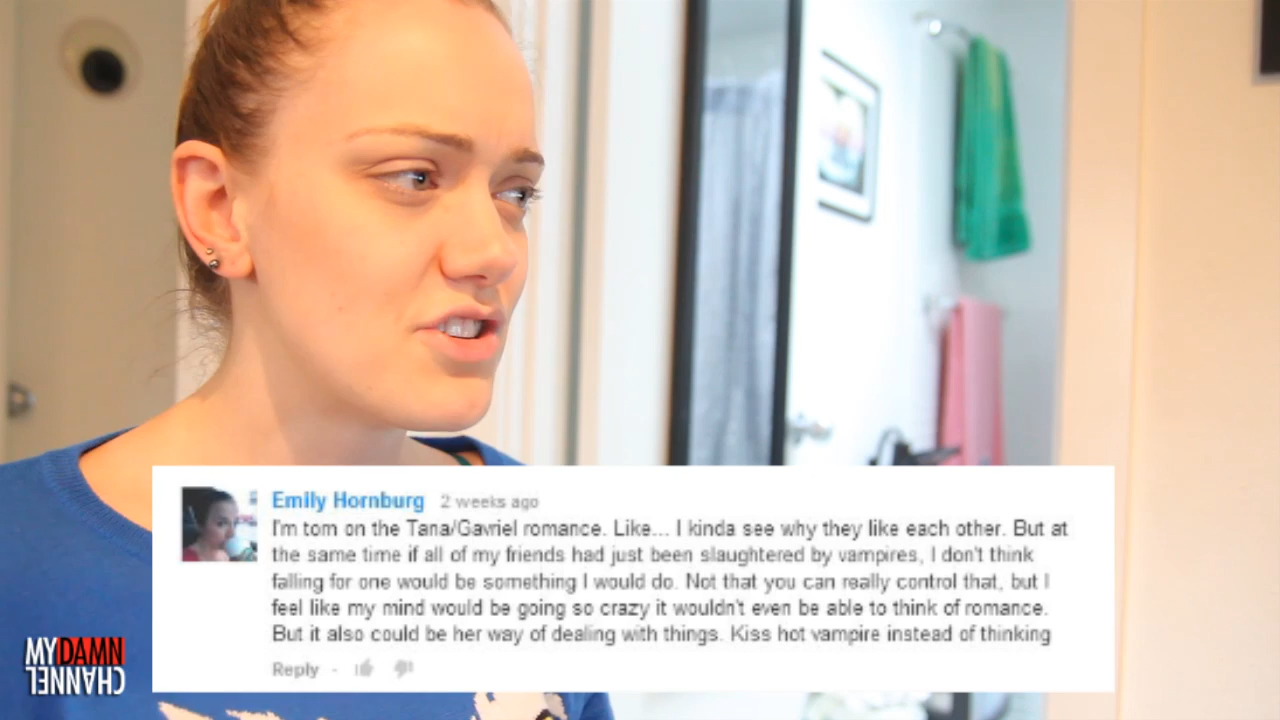 Emily Hornburg 2 weeks ago
I'm torn on the Tana/Gavriel romance. Like... I kinda see why they like each other. But at
the same time if all of my friends had just been slaughtered by vampires, I don't think
falling for one would be something I would do. Not that you can really control that, but I
feel like my mind would be going so crazy it wouldn't even be able to think of romance.
But it also could be her way of dealing with things. Kiss hot vampire instead of thinking
Reply -
MYDAMN
CHANNEL